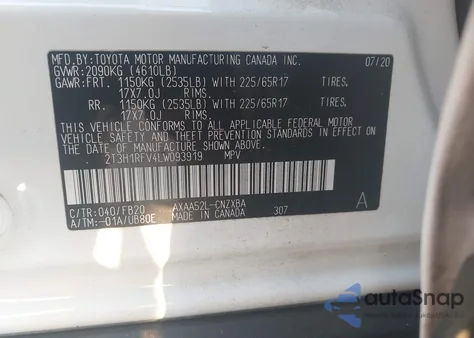 MFD.BY:TOYOTA MOTOR MANUFACTURING CANADA INC. 07/20
GVWR:2090KG (4610LB)
GAWR:FRT. 1150KG (2535LB) WITH 225/65R17 TIRES.
17X7.0J RIMS.
RR. 1150KG (2535LB) WITH 225/65R17 TIRES.
17X7.0J RIMS.
THIS VEHICLE CONFORMS TO ALL APPLICABLE FEDERAL MOTOR
VEHICLE SAFETY AND THEFT PREVENTION STANDARDS IN EFFECT ON
THE DATE OF MANUFACTURE SHOWN ABOVE.
2T3H1RFV4LW093919 MPV
C/TR:040/FB20 AXAA52L-CNZXBA A
A/TM:-01A/UB80E MADE IN CANADA 307
autoSnap